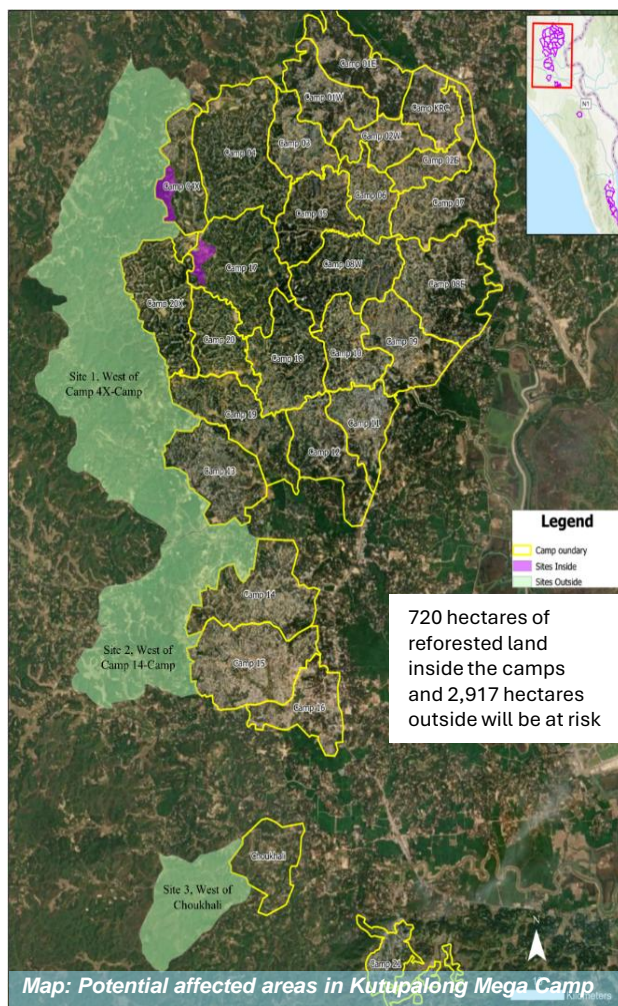 Camp 01E
Camp 01W
Camp KRC
Camp 03
Camp 02W
Camp 04
Camp 02E
Camp 04X
Camp 05
Camp 06
Camp 07
Camp 17
Camp 08W
Camp 08E
Camp 20X
Camp 20
Camp 18
Camp 10
Camp 09
Site 1, West of
Camp 4X-Camp
Camp 19
Camp 11
Camp 12
Camp 13
N1
Legend
Camp oundary
Sites Inside
Sites Outside
Camp 14
720 hectares of
reforested land
inside the camps
and 2,917 hectares
outside will be at risk
Site 2, West of
Camp 14-Camp
Camp 15
Camp 16
Choukhali
Site 3, West of
Choukhali
Camp 21
N
Map: Potential affected areas in Kutupalong Mega Camp
Kilometers